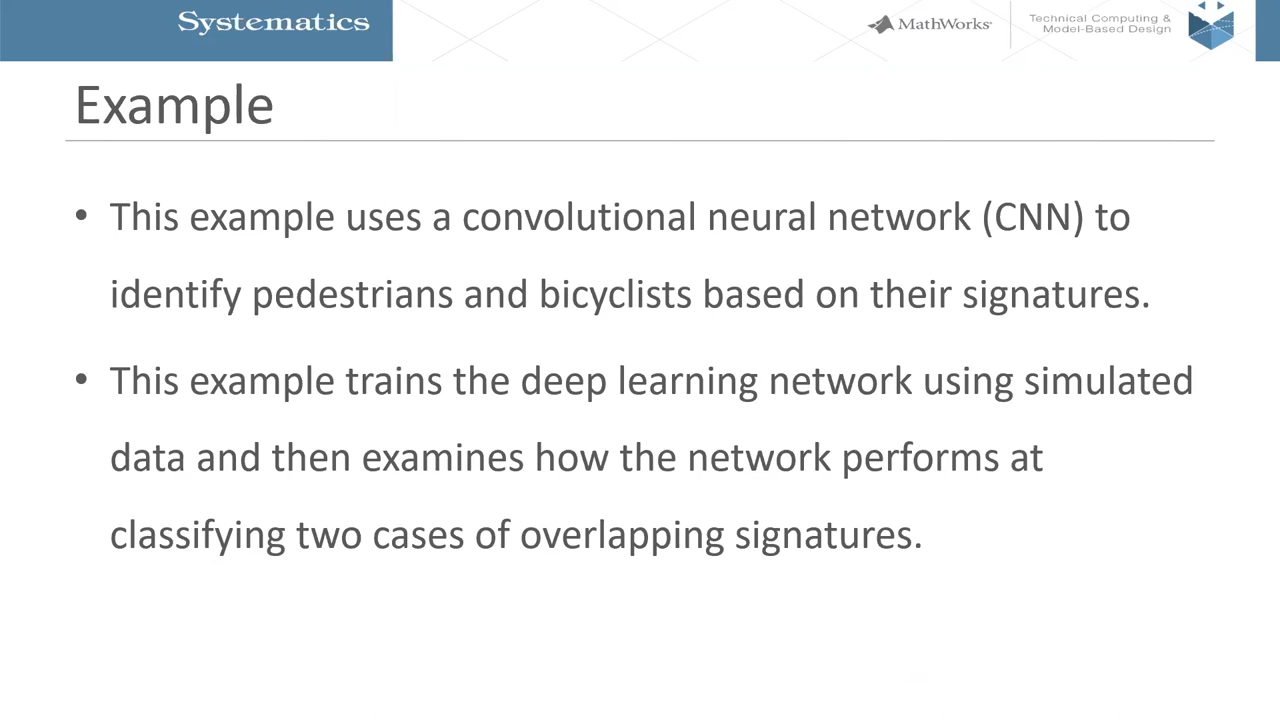 Systematics
MathWorks
Technical Computing &
Model-Based Design
Example
• This example uses a convolutional neural network (CNN) to
identify pedestrians and bicyclists based on their signatures.
• This example trains the deep learning network using simulated
data and then examines how the network performs at
classifying two cases of overlapping signatures.